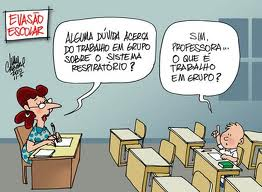 EVASÃO
ESCOLAR
ALGUMA DÚVIDA ACERCA
DO TRABALHO EM GRUPO
SOBRE O SISTEMA
RESPIRATÓRIO?
SIM,
PROFESSORA...
O QUE É
TRABALHO
EM GRUPO?